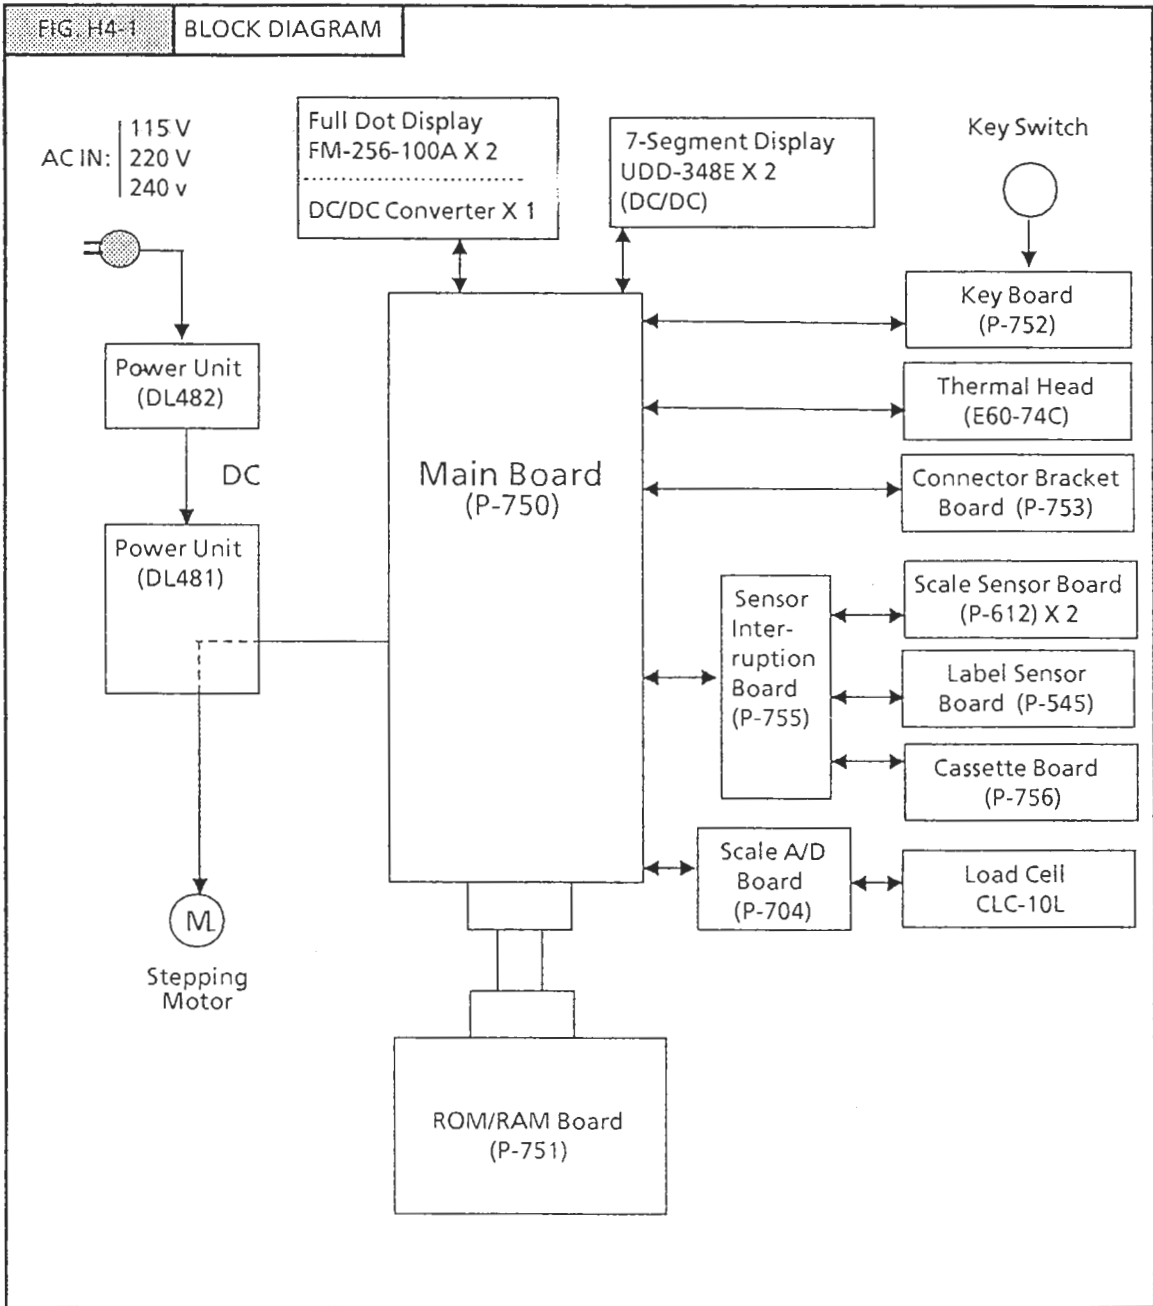 FIG. H4-1
BLOCK DIAGRAM
AC IN:
115 V
220 V
240 v
Full Dot Display
FM-256-100A X 2
DC/DC Converter X 1
7-Segment Display
UDD-348E X 2
(DC/DC)
Key Switch
Key Board
(P-752)
Power Unit
(DL482)
Thermal Head
(E60-74C)
DC
Main Board
(P-750)
Connector Bracket
Board (P-753)
Power Unit
(DL481)
Sensor
Inter-
ruption
Board
(P-755)
Scale Sensor Board
(P-612) X 2
Label Sensor
Board (P-545)
Cassette Board
(P-756)
Scale A/D
Board
(P-704)
Load Cell
CLC-10L
M
Stepping
Motor
ROM/RAM Board
(P-751)